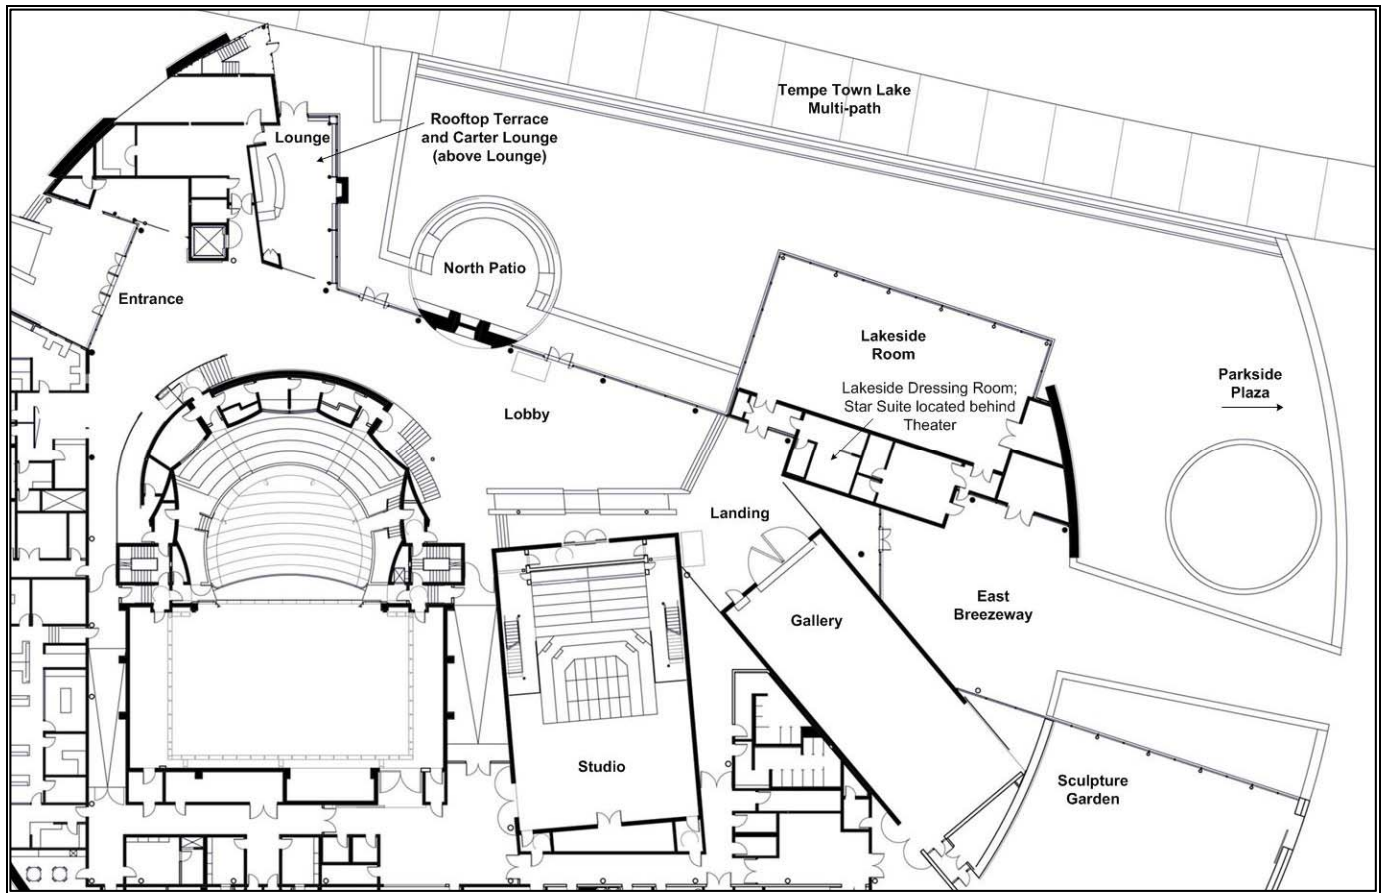 Tempe Town Lake
Multi-path
Rooftop Terrace
and Carter Lounge
(above Lounge)
Lounge
North Patio
Entrance
Lakeside
Room
Lakeside Dressing Room;
Star Suite located behind
Theater
Parkside
Plaza
Lobby
Landing
East
Breezeway
Gallery
Studio
Sculpture
Garden